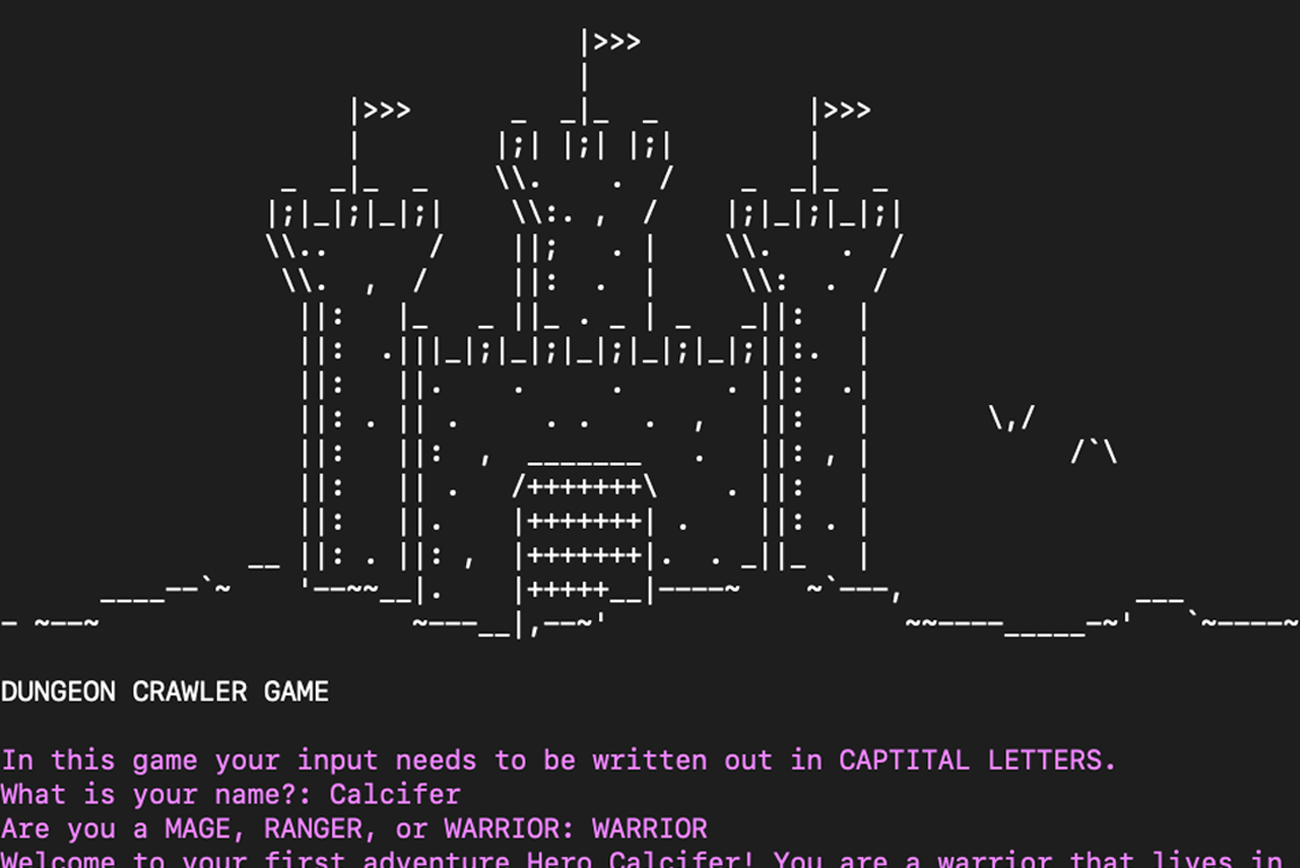 DUNGEON CRAWLER GAME
In this game your input needs to be written out in CAPTITAL LETTERS.
What is your name?: Calcifer
Are you a MAGE, RANGER, or WARRIOR: WARRIOR
Welcome to your first adventure Hero Calcifer! You are a warrior that lives in